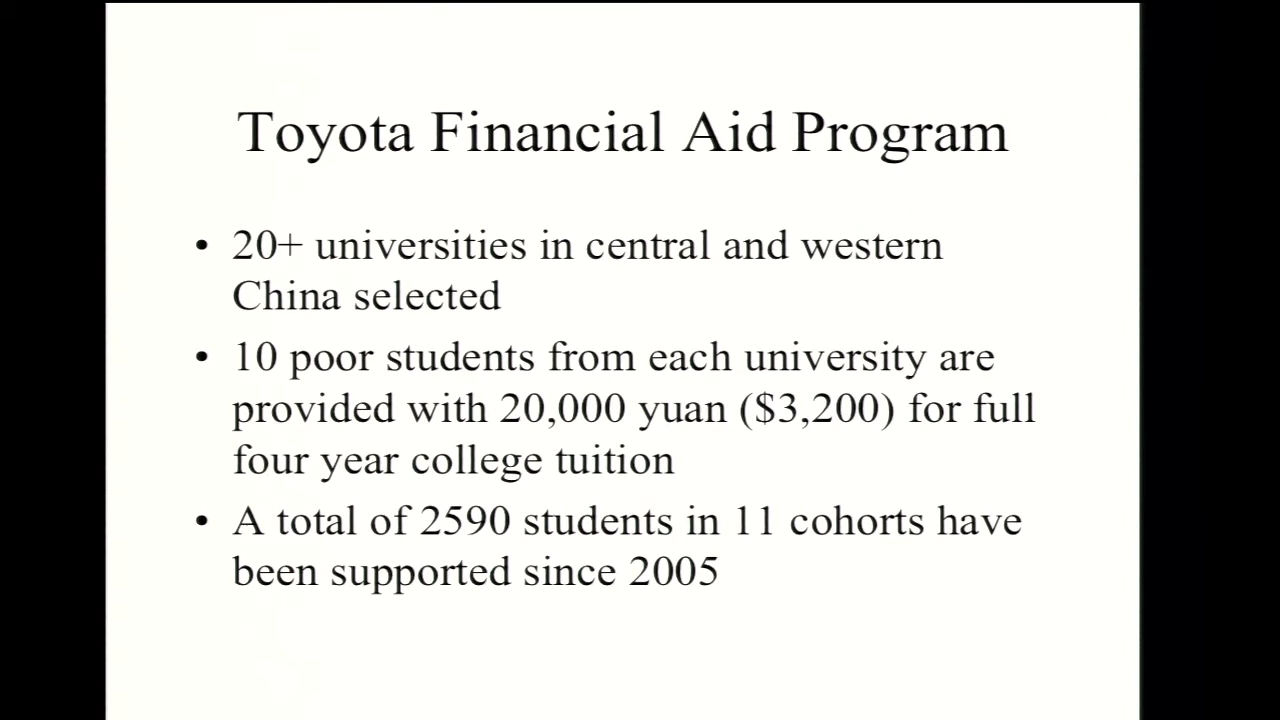 Toyota Financial Aid Program
• 20+ universities in central and western
China selected
• 10 poor students from each university are
provided with 20,000 yuan ($3,200) for full
four year college tuition
• A total of 2590 students in 11 cohorts have
been supported since 2005